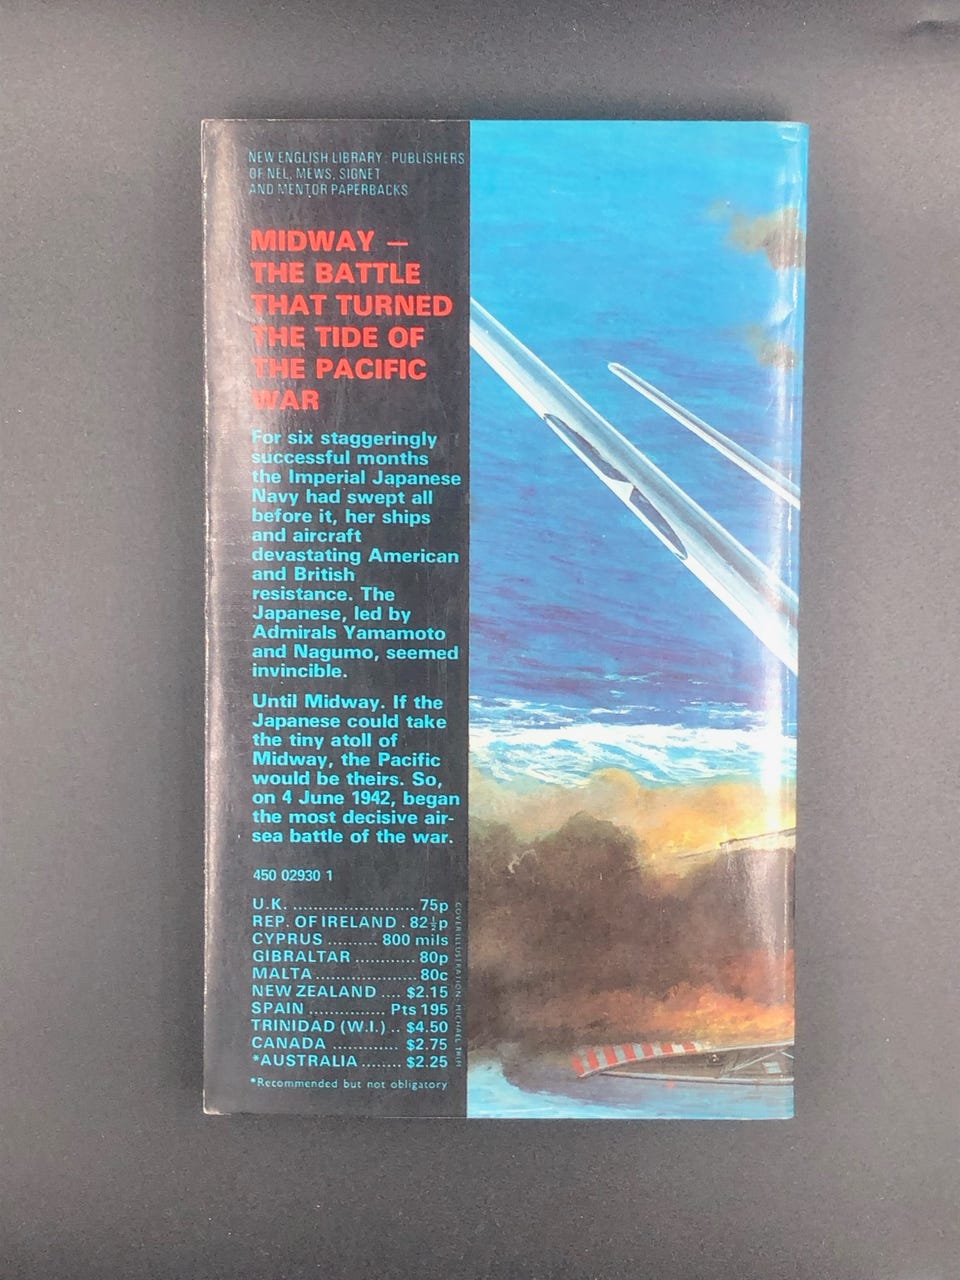 NEW ENGLISH LIBRARY: PUBLISHERS
OF NEL, MEWS, SIGNET
AND MENTOR PAPERBACKS
MIDWAY —
THE BATTLE
THAT TURNED
THE TIDE OF
THE PACIFIC
WAR
For six staggeringly
successful months
the Imperial Japanese
Navy had swept all
before it, her ships
and aircraft
devastating American
and British
resistance. The
Japanese, led by
Admirals Yamamoto
and Nagumo, seemed
invincible.
Until Midway. If the
Japanese could take
the tiny atoll of
Midway, the Pacific
would be theirs. So,
on 4 June 1942, began
the most decisive air-
sea battle of the war.
450 02930 1
U.K. ........................ 75p
REP. OF IRELAND . 82½p
CYPRUS .......... 800 mils
GIBRALTAR ............ 80p
MALTA .................... 80c
NEW ZEALAND .... $2.15
SPAIN ............... Pts 195
TRINIDAD (W.I.) .. $4.50
CANADA ............. $2.75
*AUSTRALIA ........ $2.25
*Recommended but not obligatory
COVER ILLUSTRATION: MICHAEL